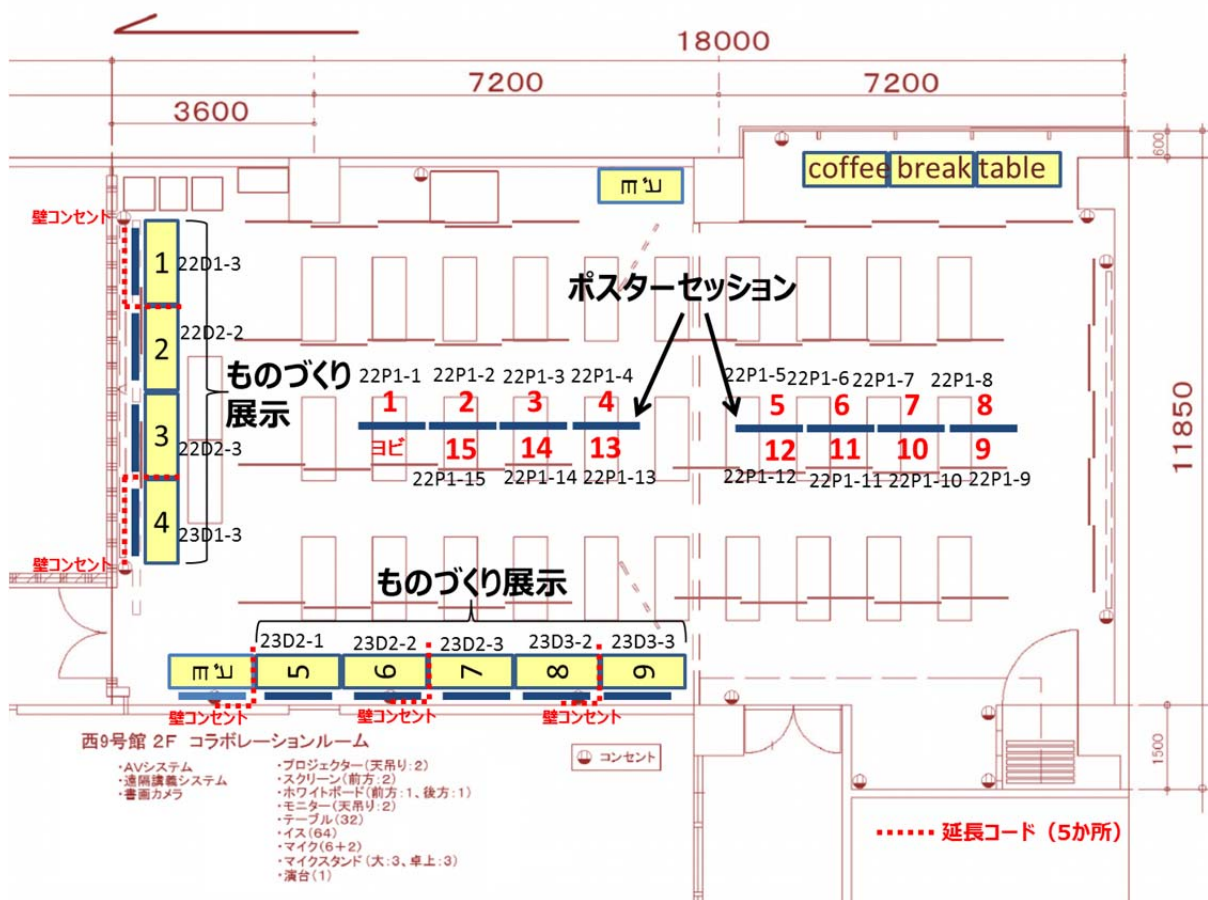 18000
7200
7200
3600
600
ヨビ
coffee break table
壁コンセント
1
22D1-3
2
22D2-2
3
22D2-3
4
23D1-3
壁コンセント
ものづくり
展示
ポスターセッション
22P1-1
22P1-2
22P1-3
22P1-4
22P1-5
22P1-6
22P1-7
22P1-8
1
2
3
4
5
6
7
8
ヨビ
15
14
13
12
11
10
9
22P1-15
22P1-14
22P1-13
22P1-12
22P1-11
22P1-10
22P1-9
11850
ものづくり展示
23D2-1
23D2-2
23D2-3
23D3-2
23D3-3
ヨビ
5
6
7
8
9
壁コンセント
壁コンセント
壁コンセント
1500
西9号館 2F コラボレーションルーム
・AVシステム
・遠隔講義システム
・書画カメラ
・プロジェクター(天吊り:2)
・スクリーン(前方:2)
・ホワイトボード(前方:1、後方:1)
・モニター(天吊り:2)
・テーブル(32)
・イス(64)
・マイク(6+2)
・マイクスタンド(大:3、卓上:3)
・演台(1)
コンセント
延長コード（5か所）